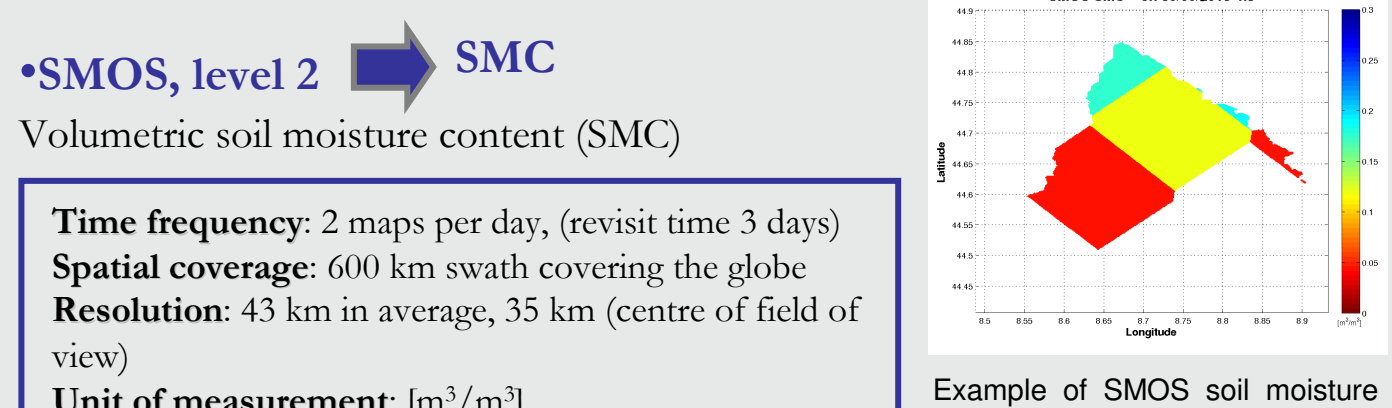 •SMOS, level 2
SMC
Volumetric soil moisture content (SMC)
Time frequency: 2 maps per day, (revisit time 3 days)
Spatial coverage: 600 km swath covering the globe
Resolution: 43 km in average, 35 km (centre of field of
view)
Unit of measurement: [m³/m³]
44.9
44.85
44.8
44.75
44.7
44.65
44.6
44.55
44.5
44.45
Latitude
8.5 8.55 8.6 8.65 8.7 8.75 8.8 8.85 8.9
Longitude
0.3
0.25
0.2
0.15
0.1
0.05
0
[m³/m³]
Example of SMOS soil moisture